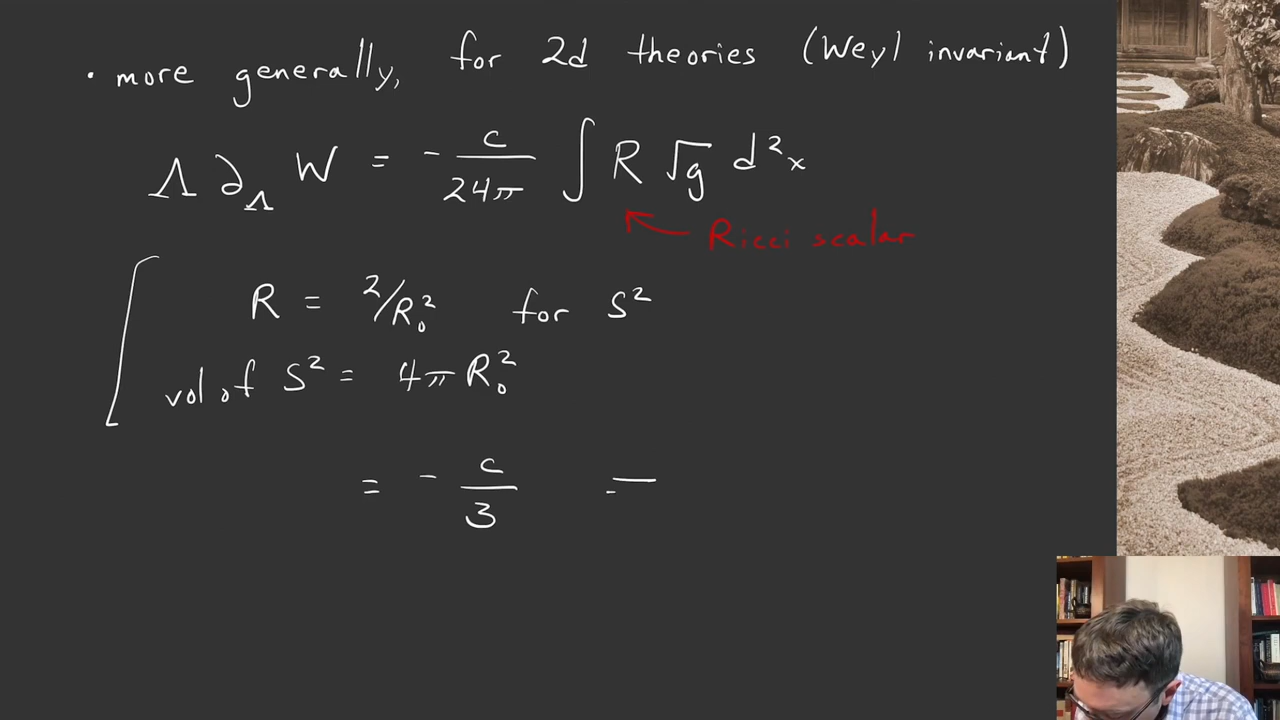 • more generally, for 2d theories (Weyl invariant)
Λ ∂_Λ W = - c/24π ∫ R √g d²x
Ricci scalar
R = 2/R₀² for S²
vol of S² = 4π R₀²
= - c/3